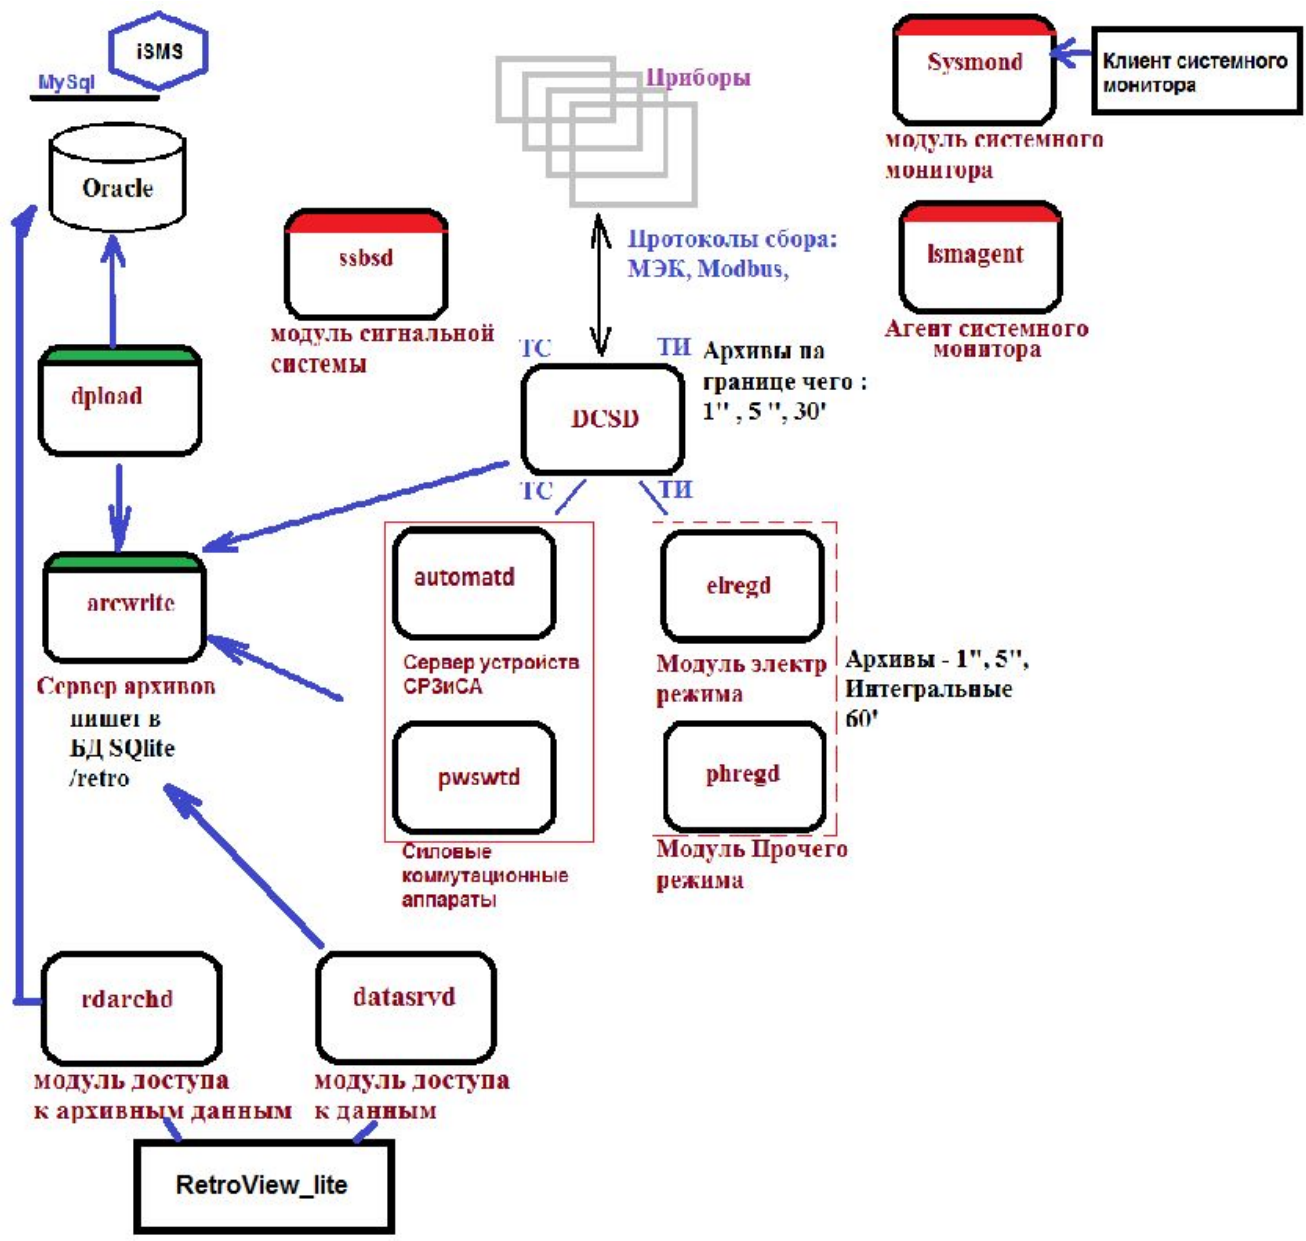 iSMS
MySql
Oracle
Приборы
Sysmond
Клиент системного
монитора
модуль системного
монитора
ssbsd
модуль сигнальной
системы
Протоколы сбора:
МЭК, Modbus,
lsmagent
Агент системного
монитора
dpload
ТС
ТИ
Архивы на
границе чего :
1'' , 5 '', 30'
DCSD
ТС
ТИ
arcwrite
Сервер архивов
пишет в
БД SQlite
/retro
automatd
Сервер устройств
СРЗиСА
elregd
Модуль электр
режима
Архивы - 1'', 5'',
Интегральные
60'
pwswtd
Силовые
коммутационные
аппараты
phregd
Модуль Прочего
режима
rdarchd
модуль доступа
к архивным данным
datasrvd
модуль доступа
к данным
RetroView_lite